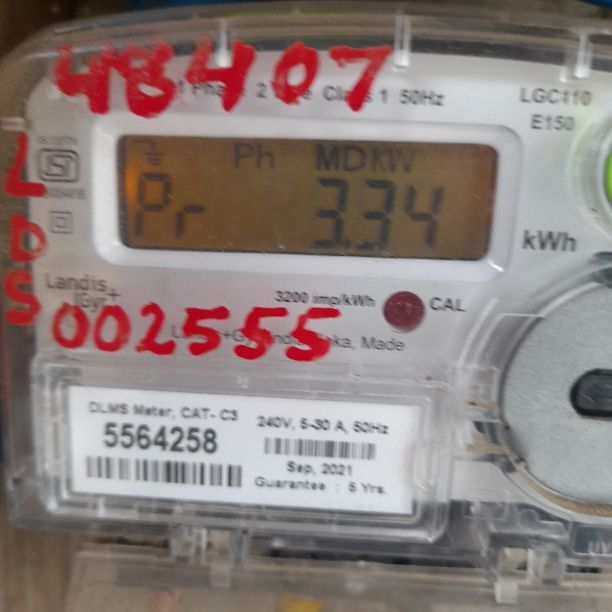 48407
1 Phase 2 Wire Class 1 50Hz
LGC110
E150
Ph MD kW
Pr 3.34
kWh
LDS
Landis
Gyr+
3200 imp/kWh
CAL
002555
Made
DLMS Meter, CAT- C3
5564258
240V, 5-30 A, 50Hz
Sep, 2021
Guarantee : 5 Yrs.